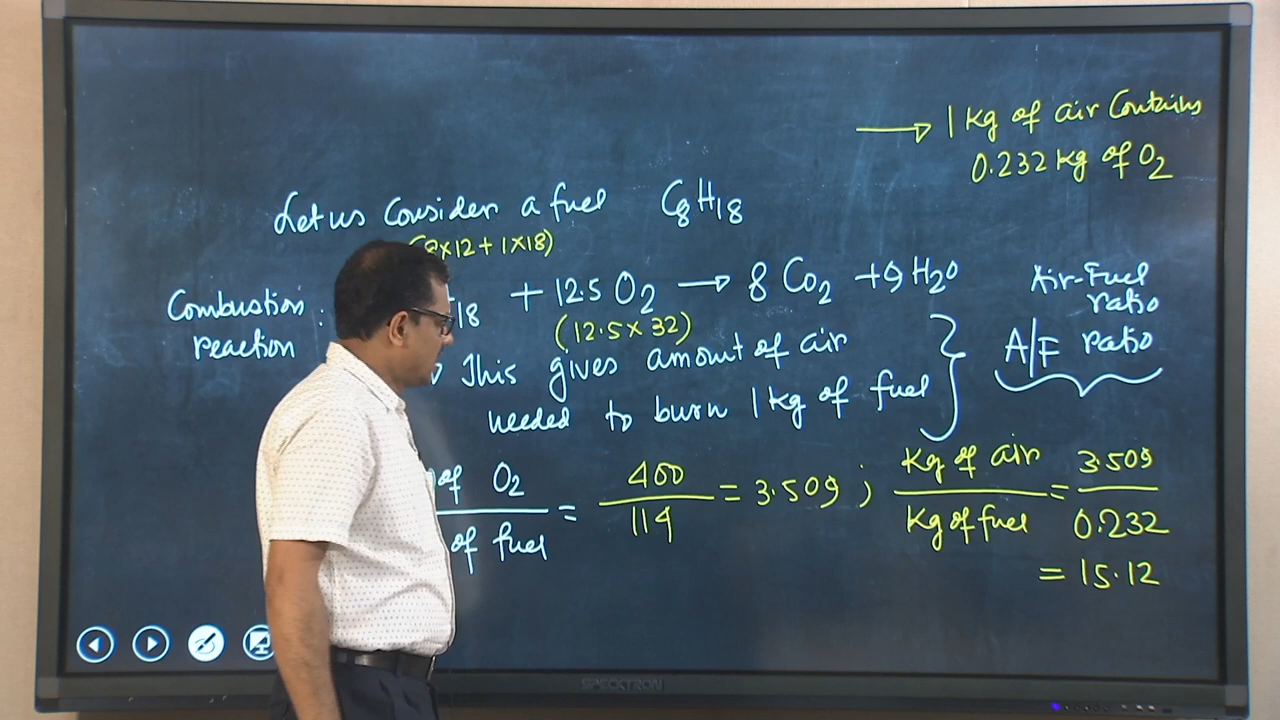 → 1 Kg of air Contains
0.232 Kg of O2
Let us Consider a fuel C8H18
8×12 + 1×18)
Combustion reaction :
18 + 12.5 O2 → 8 Co2 + 9 H2O
(12.5 × 32)
Air-Fuel ratio
A/F ratio
This gives amount of air
needed to burn 1 kg of fuel
of O2 / of fuel = 400 / 114 = 3.509 ; Kg of air / Kg of fuel = 3.509 / 0.232
= 15.12
SPECKTRON